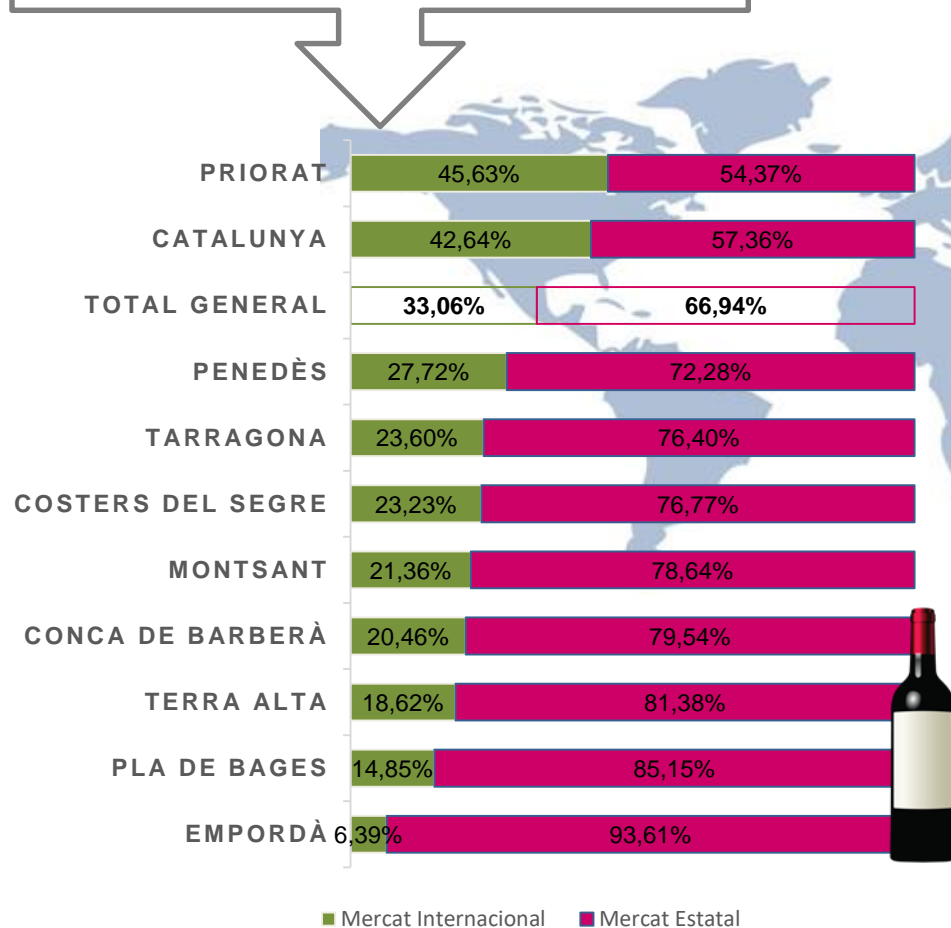 PRIORAT 45,63% 54,37%
CATALUNYA 42,64% 57,36%
TOTAL GENERAL 33,06% 66,94%
PENEDÈS 27,72% 72,28%
TARRAGONA 23,60% 76,40%
COSTERS DEL SEGRE 23,23% 76,77%
MONTSANT 21,36% 78,64%
CONCA DE BARBERÀ 20,46% 79,54%
TERRA ALTA 18,62% 81,38%
PLA DE BAGES 14,85% 85,15%
EMPORDÀ 6,39% 93,61%
Mercat Internacional Mercat Estatal